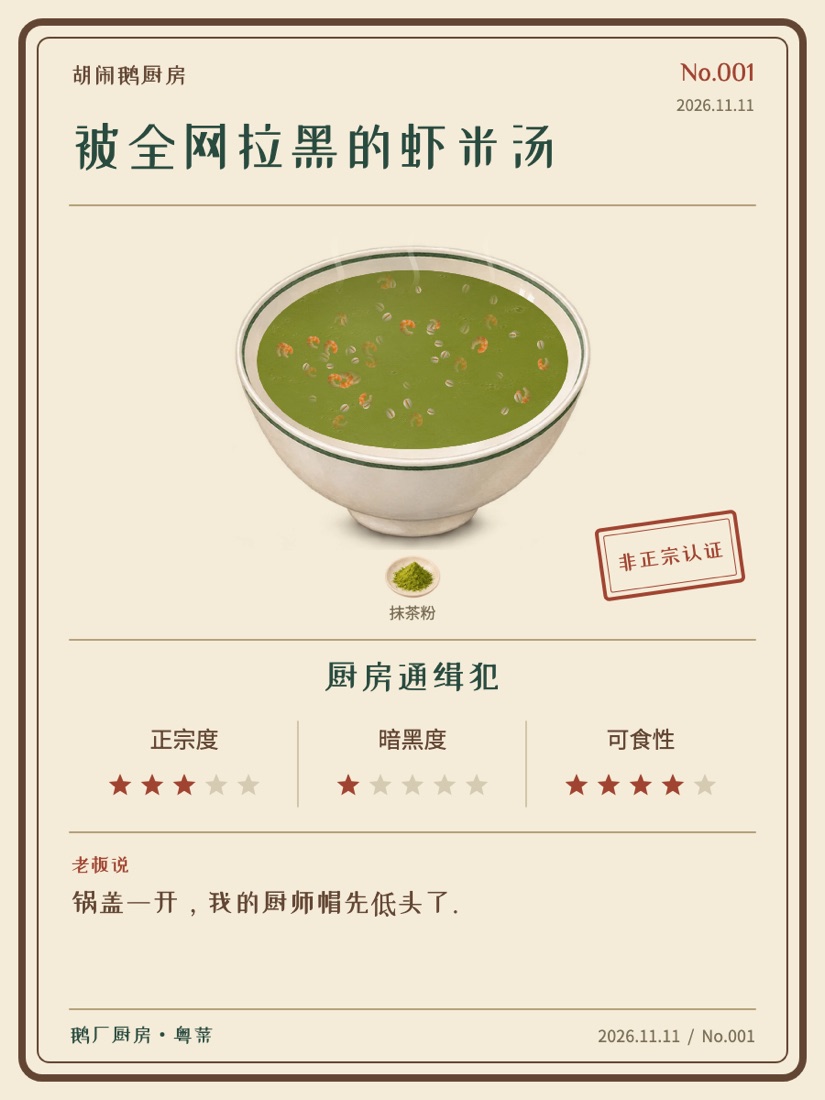 胡闹鹅厨房
No.001
2026.11.11
被全网拉黑的虾米汤
非正宗认证
抹茶粉
厨房通缉犯
正宗度 暗黑度 可食性
老板说
锅盖一开，我的厨师帽先低头了.
鹅厂厨房·粤菜
2026.11.11 / No.001